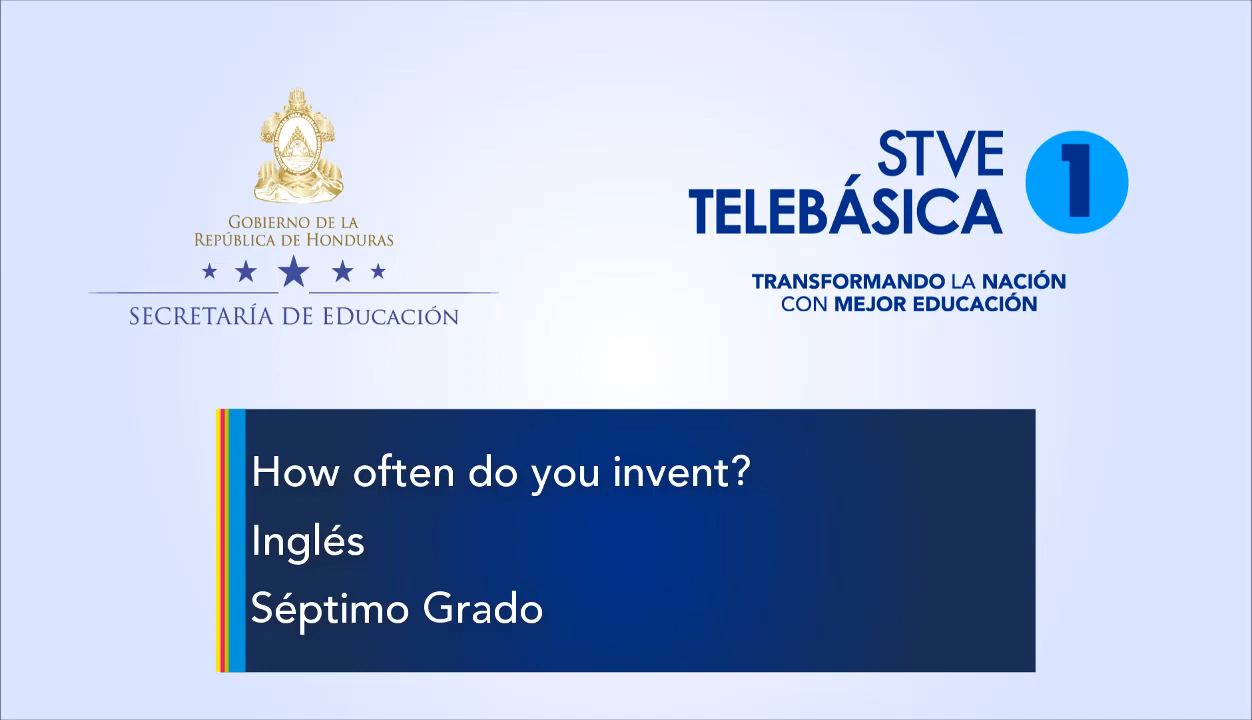 GOBIERNO DE LA
REPÚBLICA DE HONDURAS
SECRETARÍA DE EDUCACIÓN
STVE
TELEBÁSICA
1
TRANSFORMANDO LA NACIÓN
CON MEJOR EDUCACIÓN
How often do you invent?
Inglés
Séptimo Grado